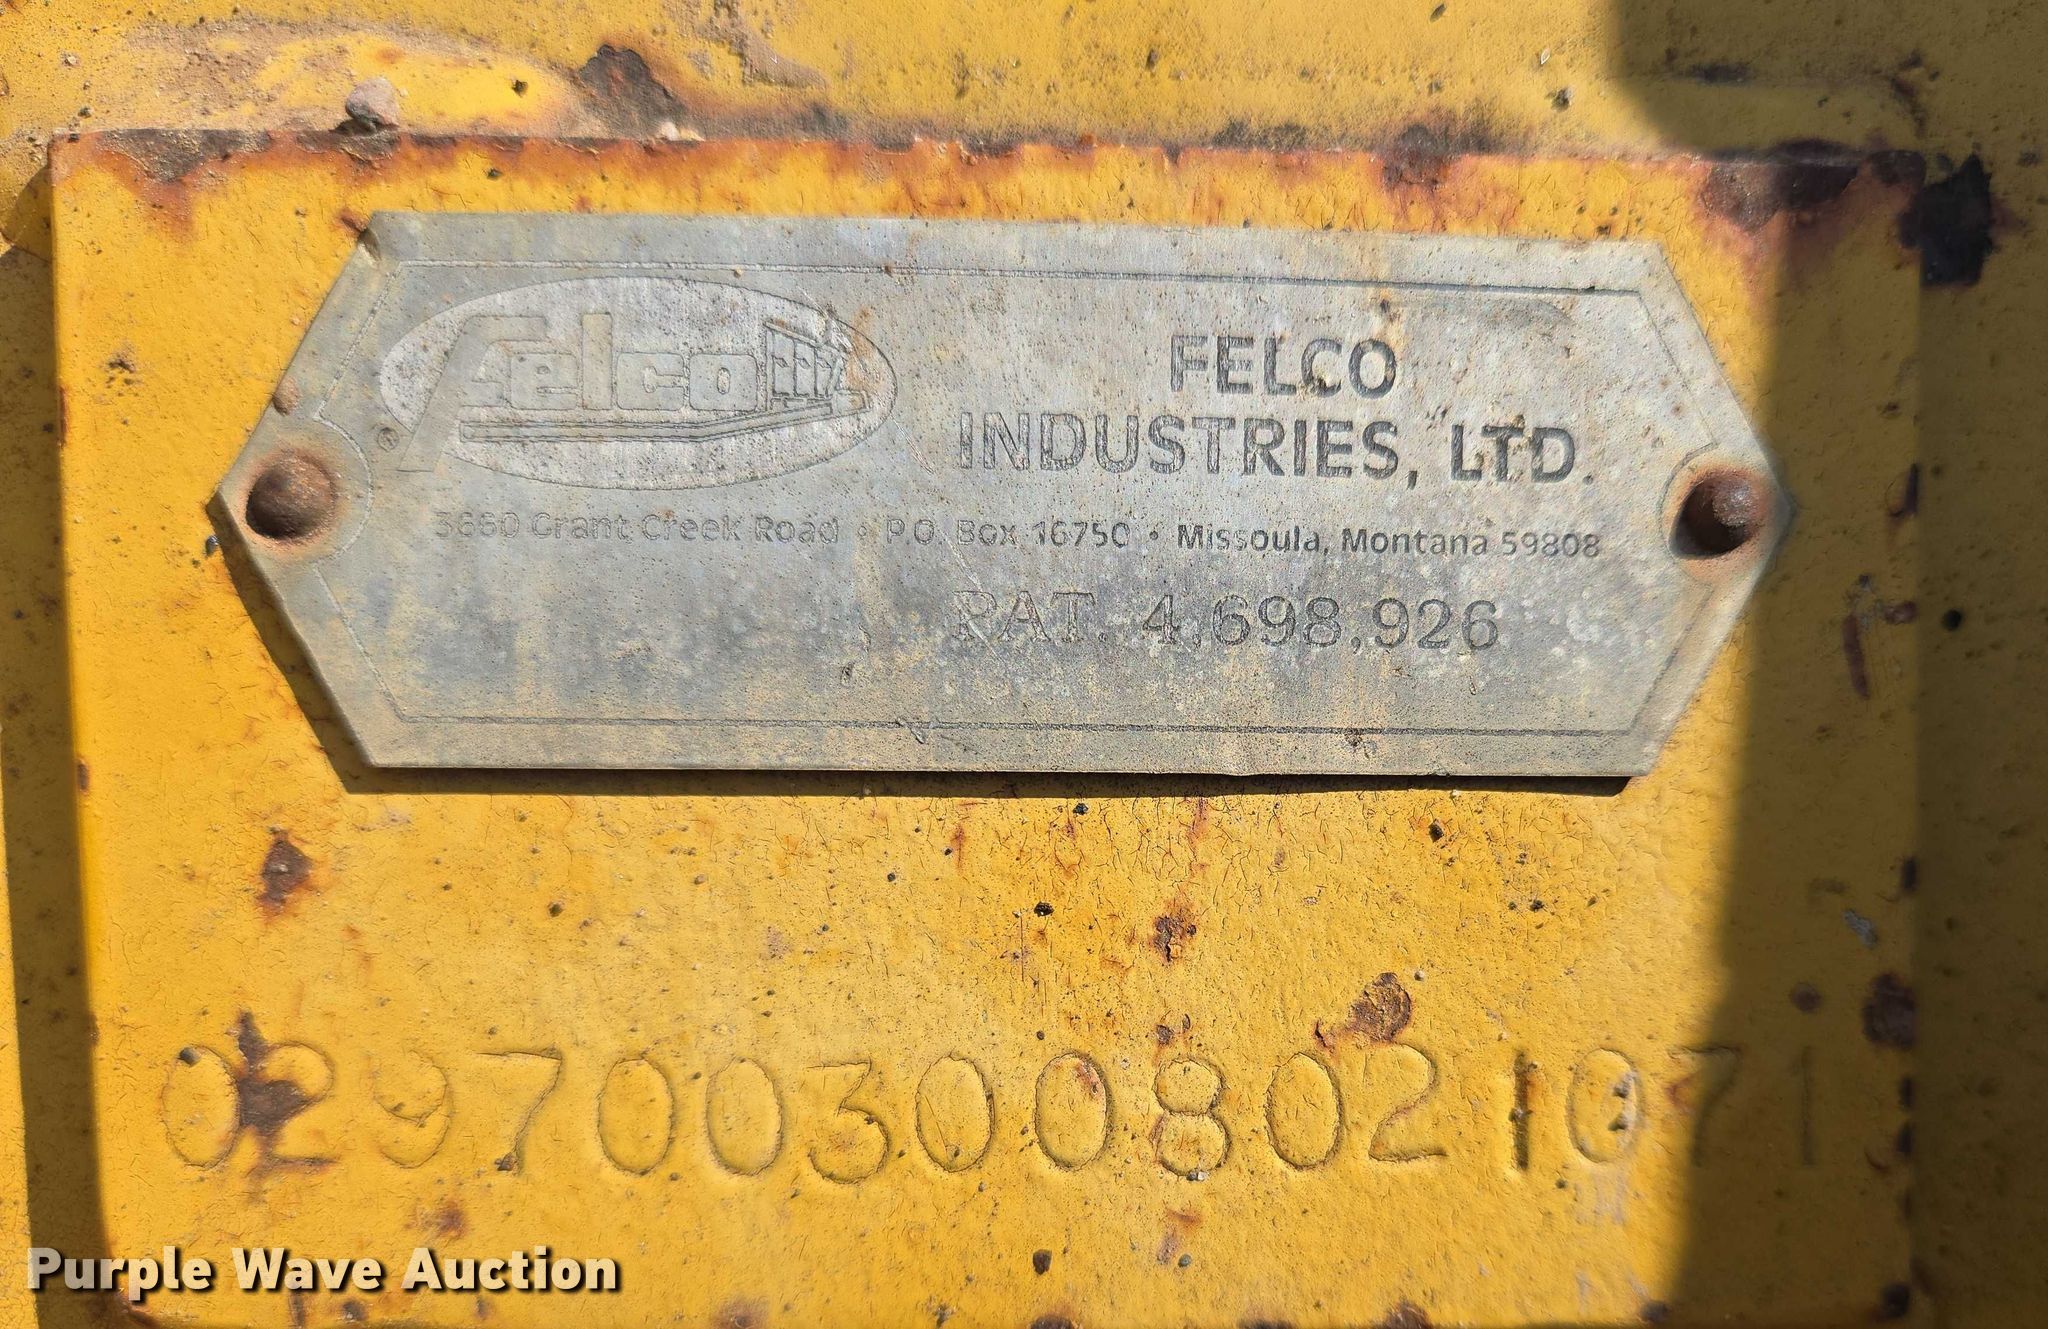 Felco
®
FELCO
INDUSTRIES, LTD.
3660 Grant Creek Road • P.O. Box 16750 • Missoula, Montana 59808
PAT. 4,698,926
0297003008021071
Purple Wave Auction